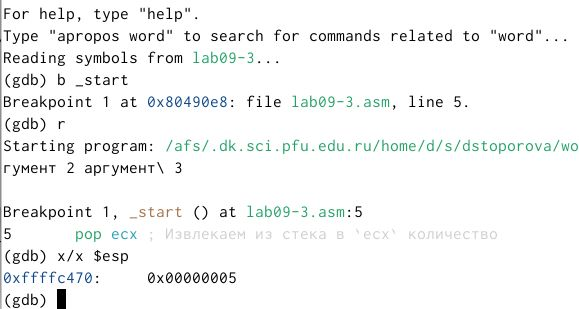 For help, type "help".
Type "apropos word" to search for commands related to "word"...
Reading symbols from lab09-3...
(gdb) b _start
Breakpoint 1 at 0x80490e8: file lab09-3.asm, line 5.
(gdb) r
Starting program: /afs/.dk.sci.pfu.edu.ru/home/d/s/dstoporova/wo
гумент 2 аргумент\ 3

Breakpoint 1, _start () at lab09-3.asm:5
5 pop ecx ; Извлекаем из стека в `ecx` количество
(gdb) x/x $esp
0xffffc470: 0x00000005
(gdb)